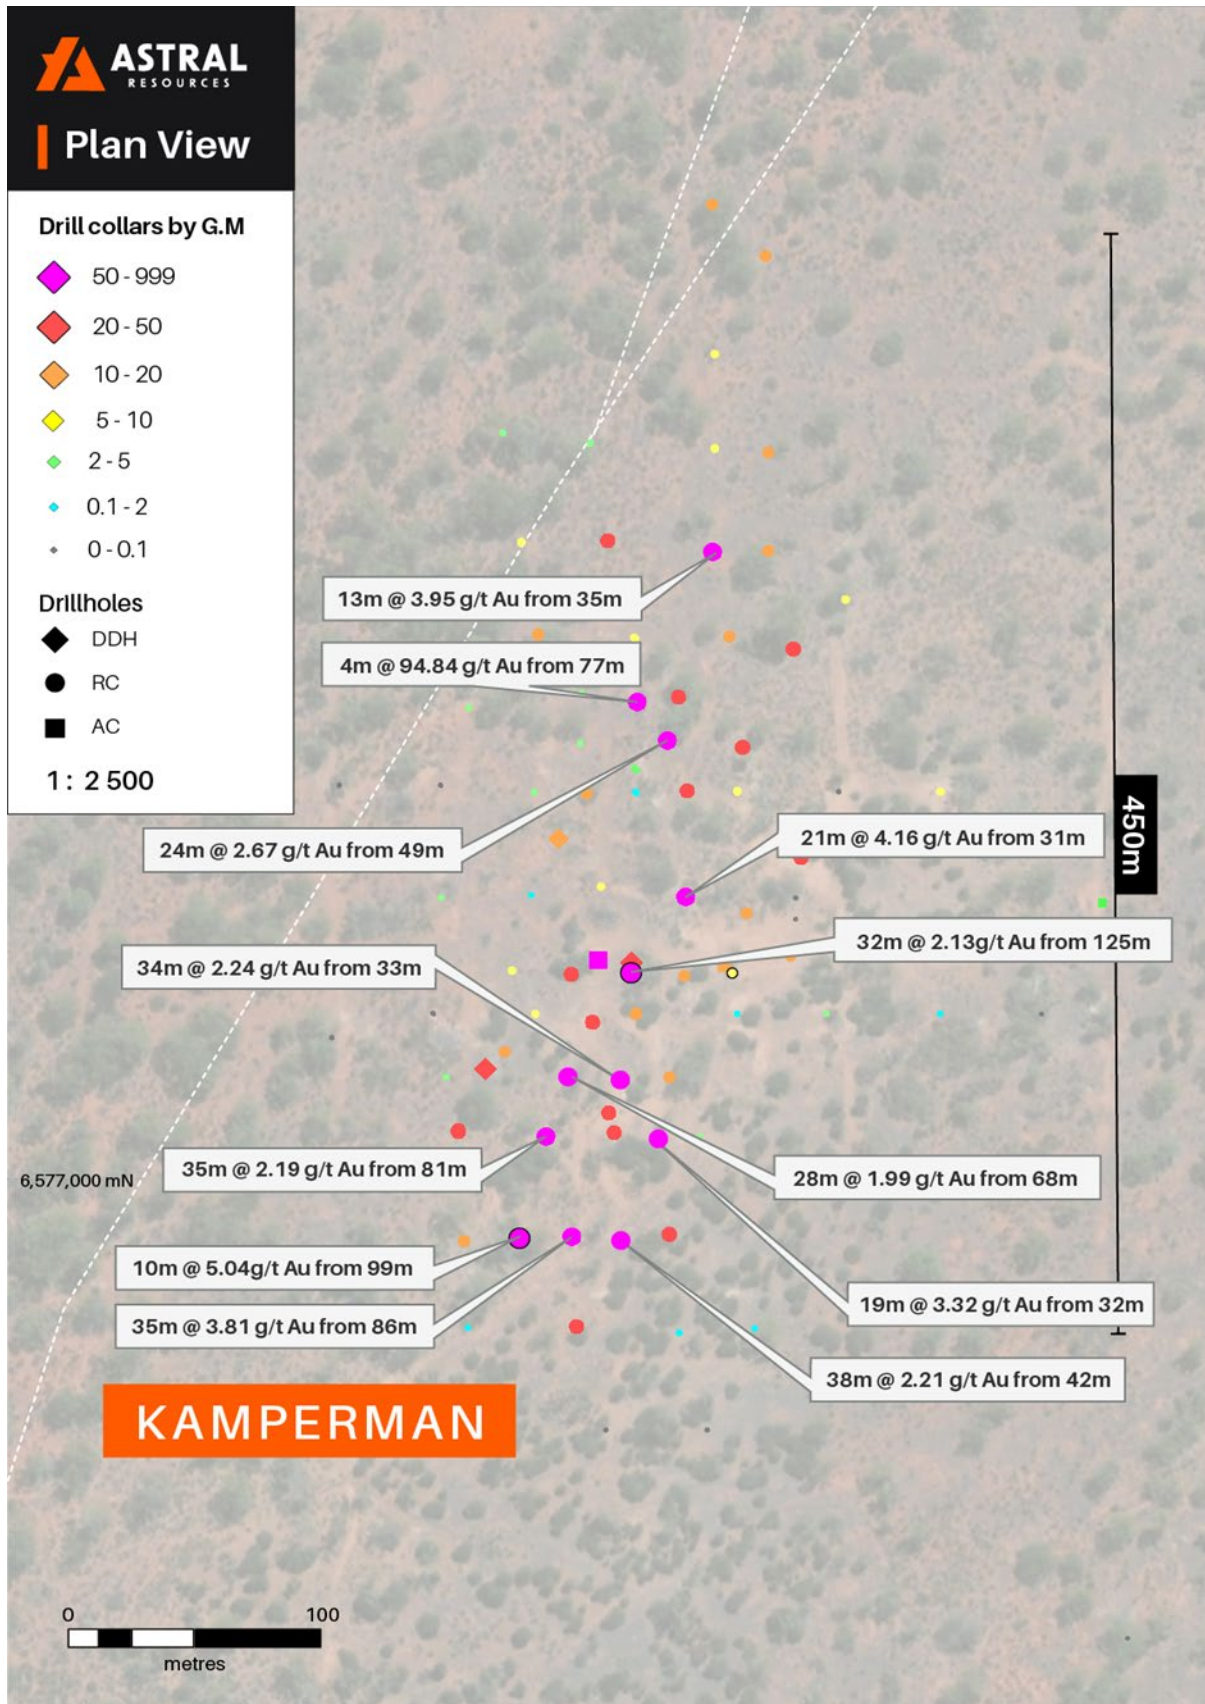 ASTRAL
RESOURCES
Plan View
Drill collars by G.M
50 - 999
20 - 50
10 - 20
5 - 10
2 - 5
0.1 - 2
0 - 0.1
Drillholes
DDH
RC
AC
1 : 2 500
13m @ 3.95 g/t Au from 35m
4m @ 94.84 g/t Au from 77m
24m @ 2.67 g/t Au from 49m
21m @ 4.16 g/t Au from 31m
450m
32m @ 2.13g/t Au from 125m
34m @ 2.24 g/t Au from 33m
35m @ 2.19 g/t Au from 81m
28m @ 1.99 g/t Au from 68m
6,577,000 mN
10m @ 5.04g/t Au from 99m
19m @ 3.32 g/t Au from 32m
35m @ 3.81 g/t Au from 86m
38m @ 2.21 g/t Au from 42m
KAMPERMAN
0 100
metres